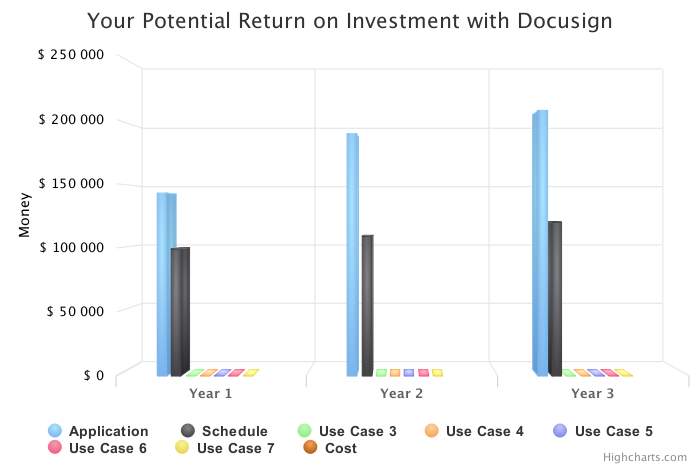 Your Potential Return on Investment with Docusign
$ 250 000
$ 200 000
$ 150 000
$ 100 000
$ 50 000
$ 0
Money
Year 1 Year 2 Year 3
Application Schedule Use Case 3 Use Case 4 Use Case 5
Use Case 6 Use Case 7 Cost
Highcharts.com